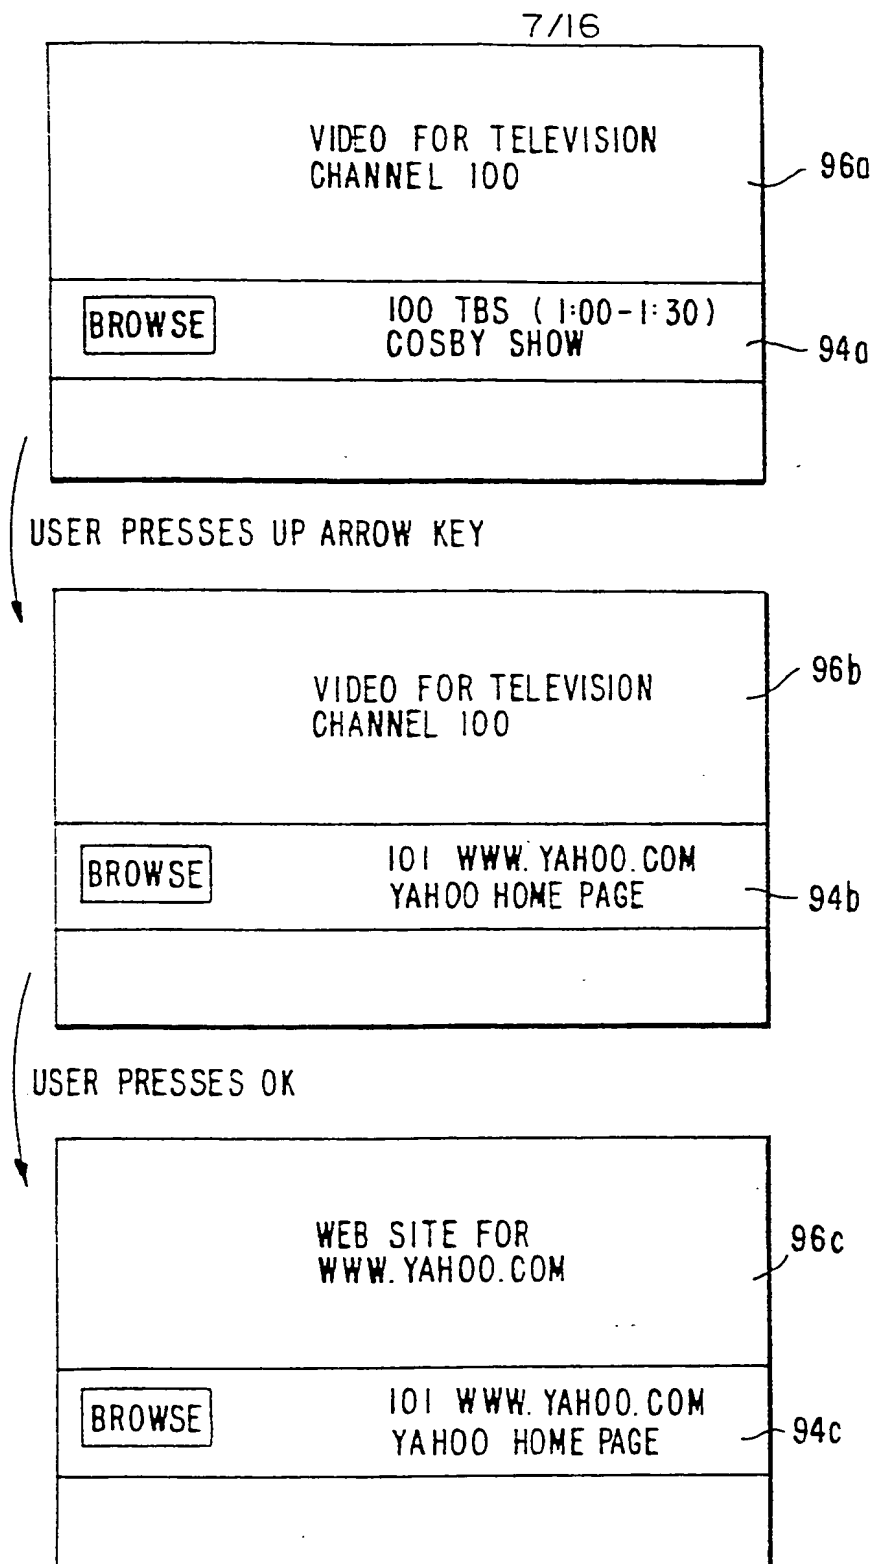 7/16
VIDEO FOR TELEVISION
CHANNEL 100
96a
BROWSE
100 TBS (1:00-1:30)
COSBY SHOW
94a
USER PRESSES UP ARROW KEY
VIDEO FOR TELEVISION
CHANNEL 100
96b
BROWSE
101 WWW.YAHOO.COM
YAHOO HOME PAGE
94b
USER PRESSES OK
WEB SITE FOR
WWW.YAHOO.COM
96c
BROWSE
101 WWW.YAHOO.COM
YAHOO HOME PAGE
94c